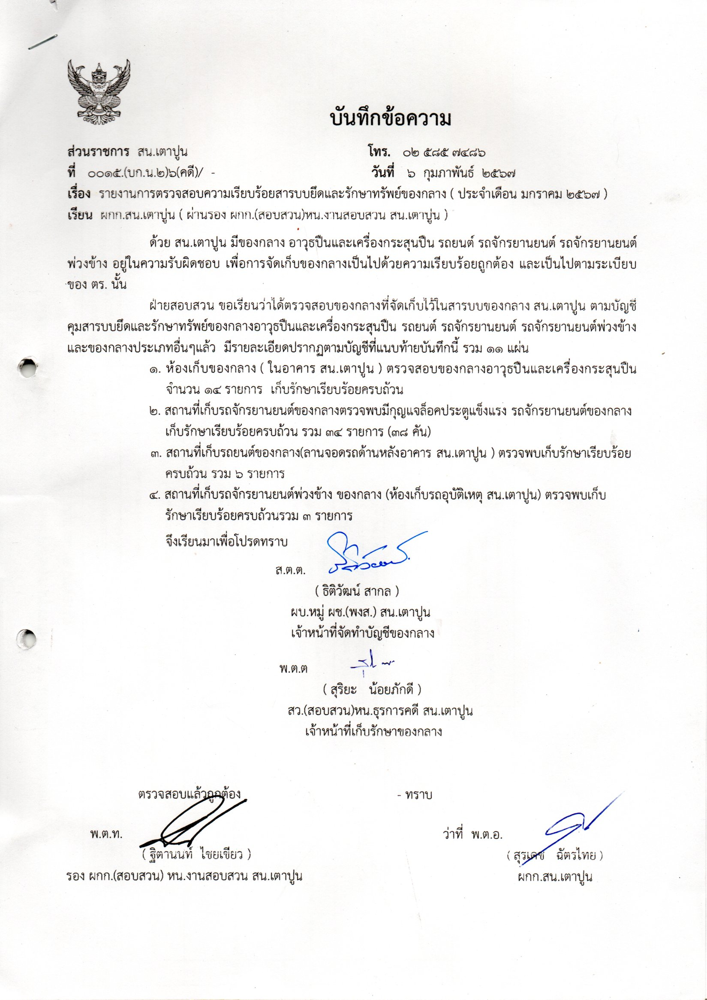 บันทึกข้อความ
ส่วนราชการ สน.เตาปูน โทร. ๐๒ ๕๘๕ ๗๔๘๖
ที่ ๐๐๑๕.(บก.น.๒)๖(คดี)/ - วันที่ ๖ กุมภาพันธ์ ๒๕๖๗
เรื่อง รายงานการตรวจสอบความเรียบร้อยสารบบยึดและรักษาทรัพย์ของกลาง ( ประจำเดือน มกราคม ๒๕๖๗ )
เรียน ผกก.สน.เตาปู่น ( ผ่านรอง ผกก.(สอบสวน)หน.งานสอบสวน สน.เตาปู่น )
ด้วย สน.เตาปูน มีของกลาง อาวุธปืนและเครื่องกระสุนปืน รถยนต์ รถจักรยานยนต์ รถจักรยานยนต์
พ่วงข้าง อยู่ในความรับผิดชอบ เพื่อการจัดเก็บของกลางเป็นไปด้วยความเรียบร้อยถูกต้อง และเป็นไปตามระเบียบ
ของ ตร. นั้น
ฝ่ายสอบสวน ขอเรียนว่าได้ตรวจสอบของกลางที่จัดเก็บไว้ในสารบบของกลาง สน.เตาปูน ตามบัญชี
คุมสารบบยึดและรักษาทรัพย์ของกลางอาวุธปืนและเครื่องกระสุนปืน รถยนต์ รถจักรยานยนต์ รถจักรยานยนต์พ่วงข้าง
และของกลางประเภทอื่นๆแล้ว มีรายละเอียดปรากฏตามบัญชีที่แนบท้ายบันทึกนี้ รวม ๑๑ แผ่น
๑. ห้องเก็บของกลาง ( ในอาคาร สน.เตาปูน ) ตรวจสอบของกลางอาวุธปืนและเครื่องกระสุนปืน
จำนวน ๑๔ รายการ เก็บรักษาเรียบร้อยครบถ้วน
๒. สถานที่เก็บรถจักรยานยนต์ของกลางตรวจพบมีกุญแจล็อคประตูแข็งแรง รถจักรยานยนต์ของกลาง
เก็บรักษาเรียบร้อยครบถ้วน รวม ๓๔ รายการ (๓๘ คัน)
๓. สถานที่เก็บรถยนต์ของกลาง(ลานจอดรถด้านหลังอาคาร สน.เตาปูน ) ตรวจพบเก็บรักษาเรียบร้อย
ครบถ้วน รวม ๖ รายการ
๔. สถานที่เก็บรถจักรยานยนต์พ่วงข้าง ของกลาง (ห้องเก็บรถอุบัติเหตุ สน.เตาปูน) ตรวจพบเก็บ
รักษาเรียบร้อยครบถ้วนรวม ๓ รายการ
จึงเรียนมาเพื่อโปรดทราบ
ส.ต.ต.
( ธิติวัฒน์ สากล )
ผบ.หมู่ ผช.(พงส.) สน.เตาปูน
เจ้าหน้าที่จัดทำบัญชีของกลาง
พ.ต.ต
( สุริยะ น้อยภักดี )
สว.(สอบสวน)หน.ธุรการคดี สน.เตาปูน
เจ้าหน้าที่เก็บรักษาของกลาง
ตรวจสอบแล้วถูกต้อง - ทราบ
พ.ต.ท. ว่าที่ พ.ต.อ.
( ฐิตานนท์ ไชยเขียว ) ( สุรเดช ฉัตรไทย )
รอง ผกก.(สอบสวน) หน.งานสอบสวน สน.เตาปูน ผกก.สน.เตาปูน